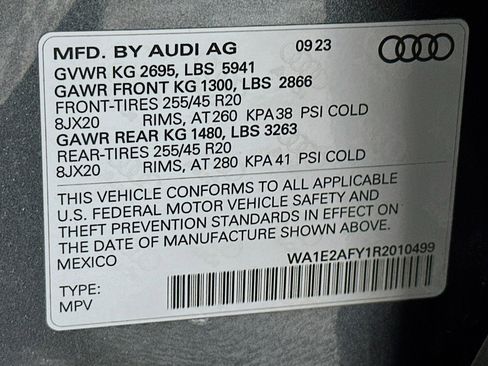 MFD. BY AUDI AG 09 23
GVWR KG 2695, LBS 5941
GAWR FRONT KG 1300, LBS 2866
FRONT-TIRES 255/45 R20
8JX20 RIMS, AT 260 KPA 38 PSI COLD
GAWR REAR KG 1480, LBS 3263
REAR-TIRES 255/45 R20
8JX20 RIMS, AT 280 KPA 41 PSI COLD
THIS VEHICLE CONFORMS TO ALL APPLICABLE
U.S. FEDERAL MOTOR VEHICLE SAFETY AND
THEFT PREVENTION STANDARDS IN EFFECT ON
THE DATE OF MANUFACTURE SHOWN ABOVE.
MEXICO WA1E2AFY1R2010499
TYPE:
MPV